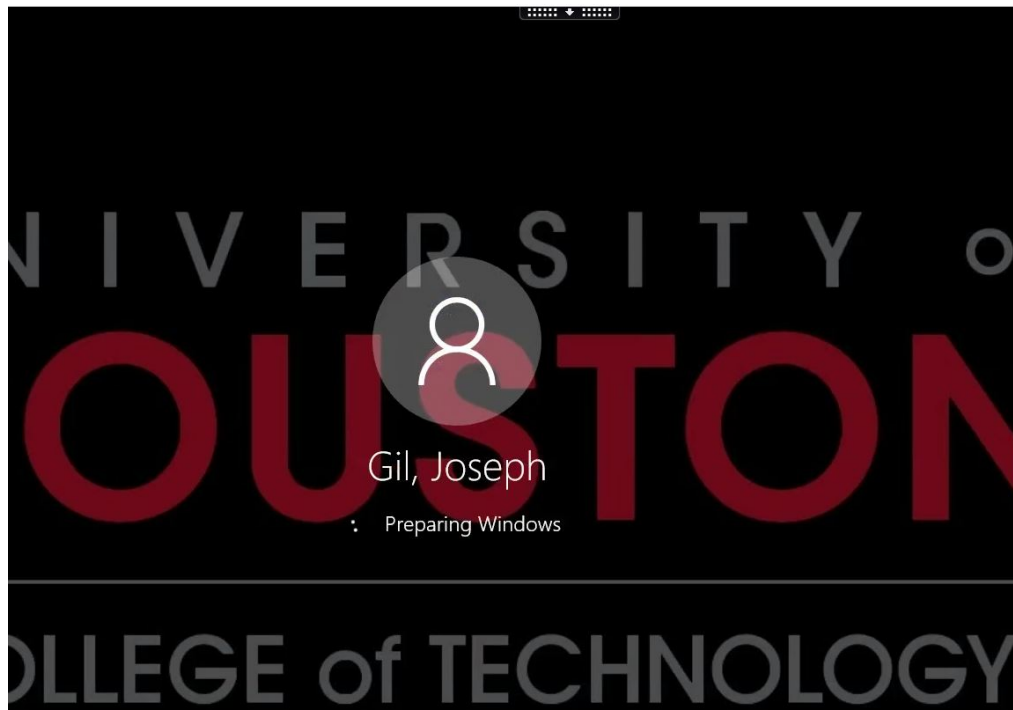 NIVERSITY o
OUSTON
Gil, Joseph
Preparing Windows
OLLEGE of TECHNOLOGY